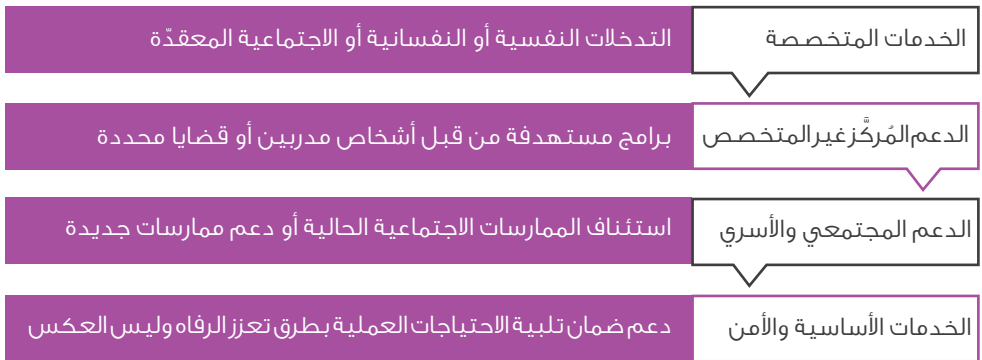 الخدمات المتخصصة
التدخلات النفسية أو النفسانية أو الاجتماعية المعقدّة
الدعم المُركَّز غير المتخصص
برامج مستهدفة من قبل أشخاص مدربين أو قضايا محددة
الدعم المجتمعي والأسري
استئناف الممارسات الاجتماعية الحالية أو دعم ممارسات جديدة
الخدمات الأساسية والأمن
دعم ضمان تلبية الاحتياجات العملية بطرق تعزز الرفاه وليس العكس